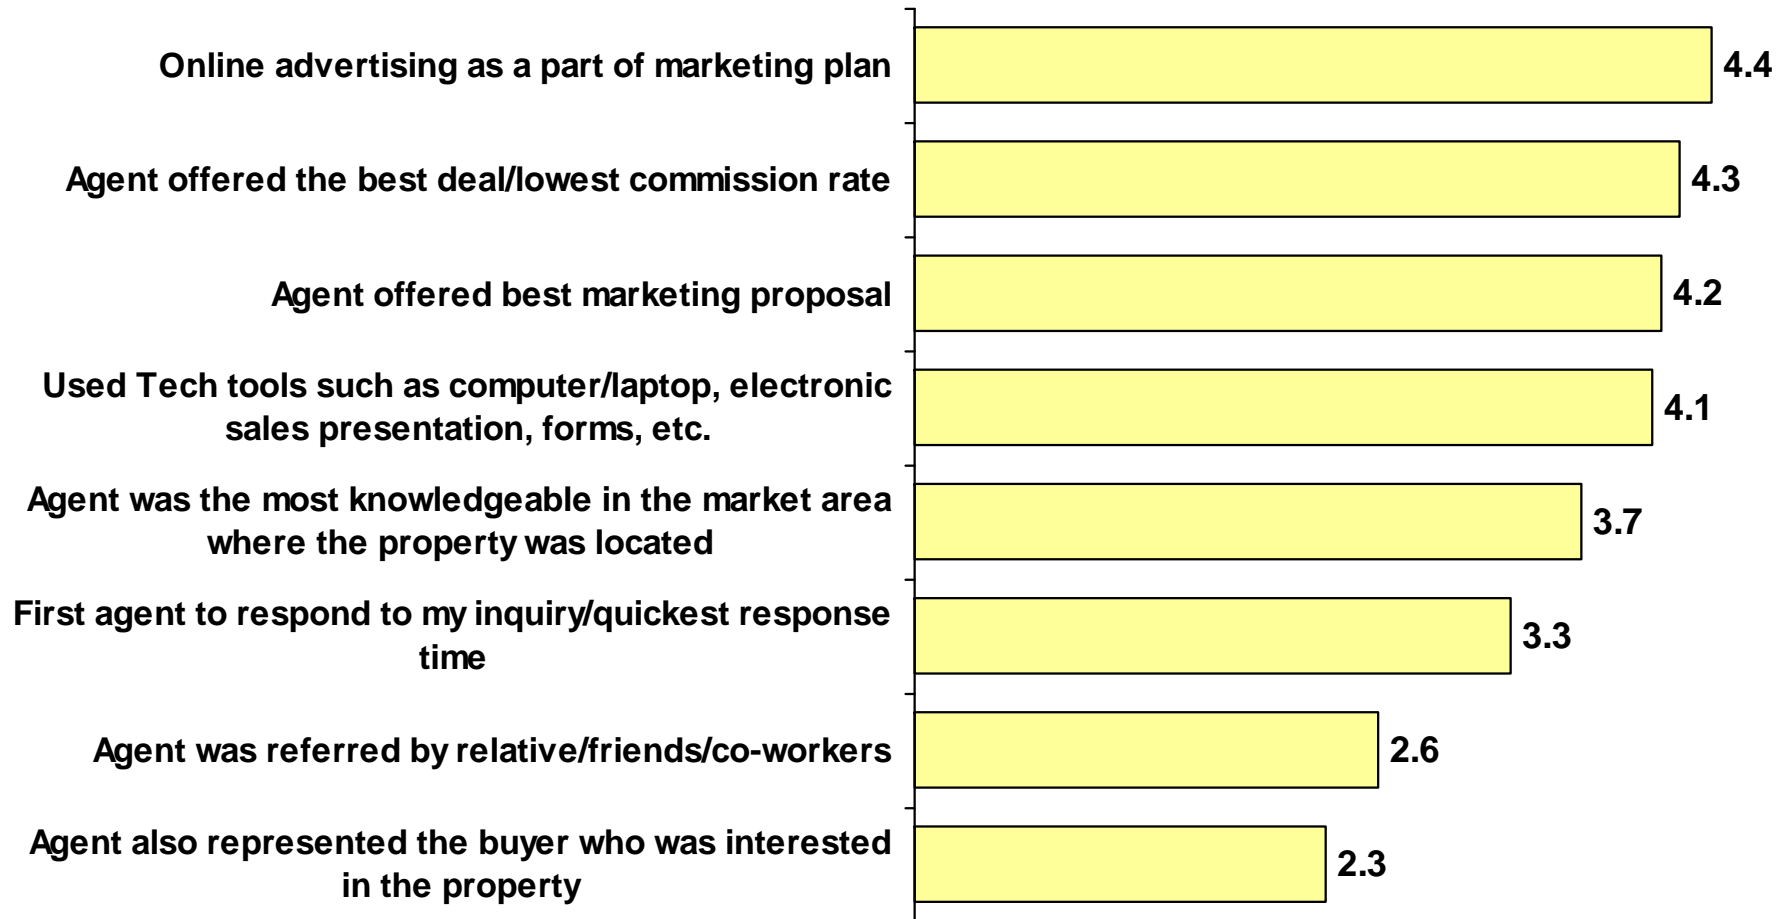 Online advertising as a part of marketing plan
4.4
Agent offered the best deal/lowest commission rate
4.3
Agent offered best marketing proposal
4.2
Used Tech tools such as computer/laptop, electronic
sales presentation, forms, etc.
4.1
Agent was the most knowledgeable in the market area
where the property was located
3.7
First agent to respond to my inquiry/quickest response
time
3.3
Agent was referred by relative/friends/co-workers
2.6
Agent also represented the buyer who was interested
in the property
2.3